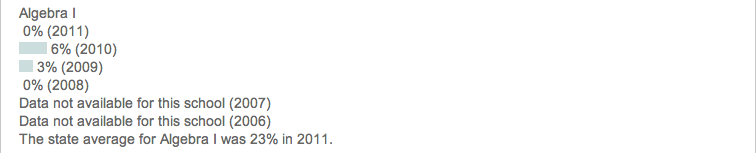 Algebra I
0% (2011)
6% (2010)
3% (2009)
0% (2008)
Data not available for this school (2007)
Data not available for this school (2006)
The state average for Algebra I was 23% in 2011.